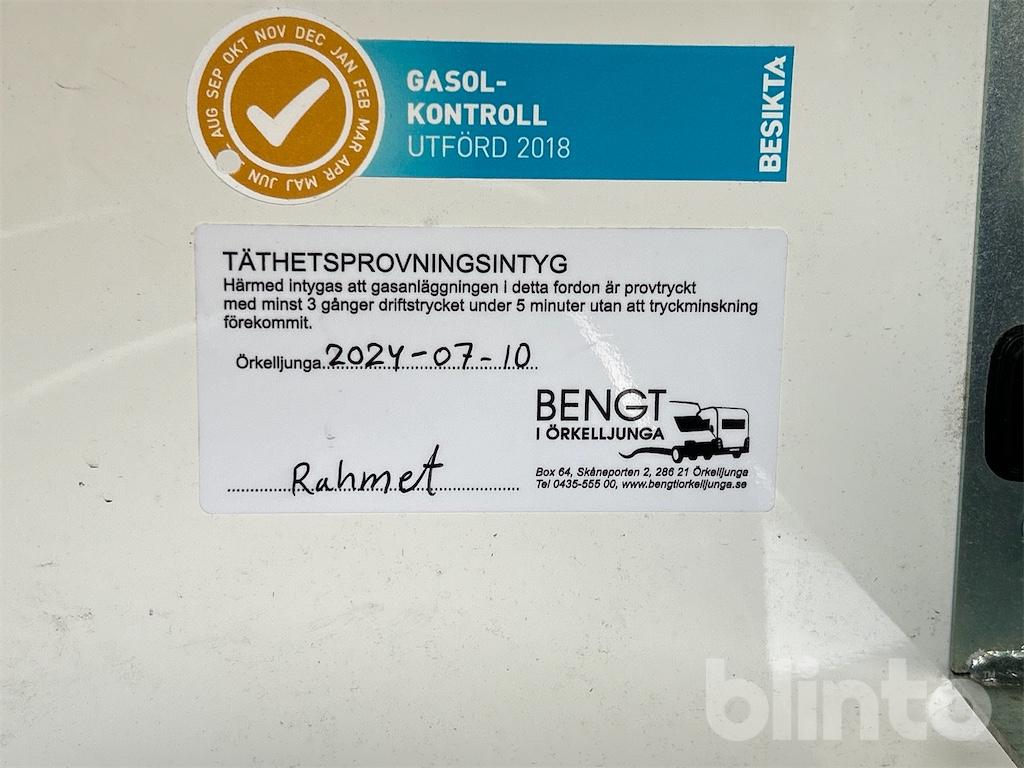 AUG SEP OKT NOV DEC JAN FEB MAR APR MAJ JUN
GASOL-
KONTROLL
UTFÖRD 2018
BESIKTA
TÄTHETSPROVNINGSINTYG
Härmed intygas att gasanläggningen i detta fordon är provtryckt
med minst 3 gånger driftstrycket under 5 minuter utan att tryckminskning
förekommit.
Örkelljunga 2024-07-10
BENGT
I ÖRKELLJUNGA
Rahmet
Box 64, Skåneporten 2, 286 21 Örkelljunga
Tel 0435-555 00, www.bengtiorkelljunga.se
blinto